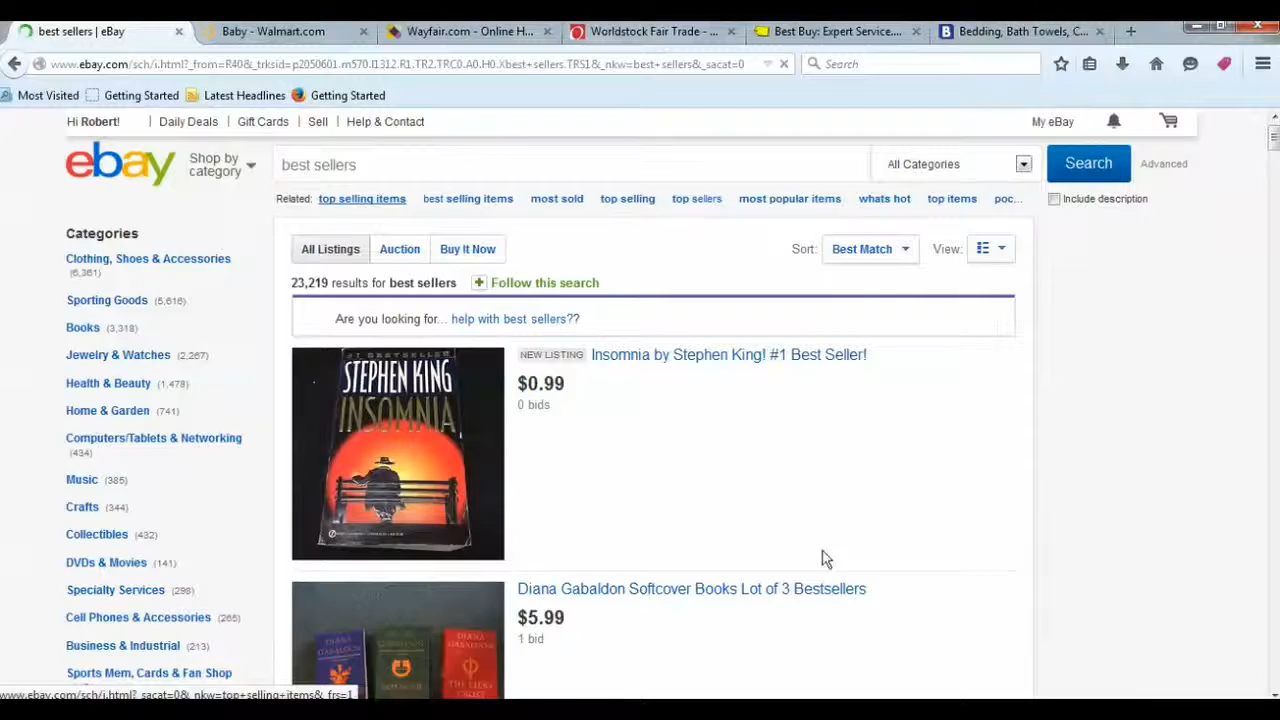 best sellers | eBay
Baby - Walmart.com
Wayfair.com - Online H...
Worldstock Fair Trade - ...
Best Buy: Expert Service,...
Bedding, Bath Towels, C...
www.ebay.com/sch/i.html?_from=R40&_trksid=p2050601.m570.l1312.R1.TR2.TRC0.A0.H0.Xbest+sellers.TRS1&_nkw=best+sellers&_sacat=0
Search
Most Visited
Getting Started
Latest Headlines
Getting Started
Hi Robert!
Daily Deals
Gift Cards
Sell
Help & Contact
My eBay
ebay
Shop by category
best sellers
All Categories
Search
Advanced
Related: top selling items best selling items most sold top selling top sellers most popular items whats hot top items poc...
Include description
Categories
Clothing, Shoes & Accessories
(6,361)
Sporting Goods (5,616)
Books (3,318)
Jewelry & Watches (2,267)
Health & Beauty (1,478)
Home & Garden (741)
Computers/Tablets & Networking
(434)
Music (385)
Crafts (344)
Collectibles (432)
DVDs & Movies (141)
Specialty Services (298)
Cell Phones & Accessories (265)
Business & Industrial (213)
Sports Mem, Cards & Fan Shop
All Listings
Auction
Buy It Now
Sort: Best Match
View:
23,219 results for best sellers
Follow this search
Are you looking for... help with best sellers??
#1 BESTSELLER
STEPHEN KING
INSOMNIA
NEW LISTING Insomnia by Stephen King! #1 Best Seller!
$0.99
0 bids
Diana Gabaldon Softcover Books Lot of 3 Bestsellers
$5.99
1 bid
DIANA GABALDON
DIANA GABALDON
www.ebay.com/sch/i.html?_sacat=0&_nkw=top+selling+items&_frs=1